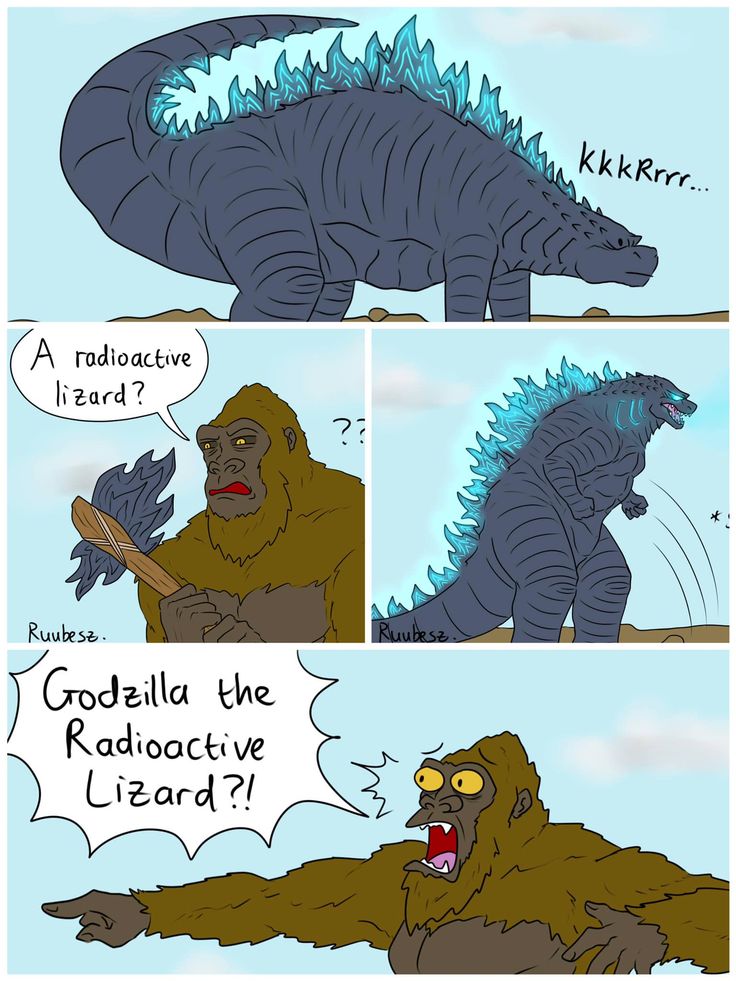 kkkRrrr...
A radioactive
lizard?
??
Ruubesz.
Ruubesz.
Godzilla the
Radioactive
Lizard?!